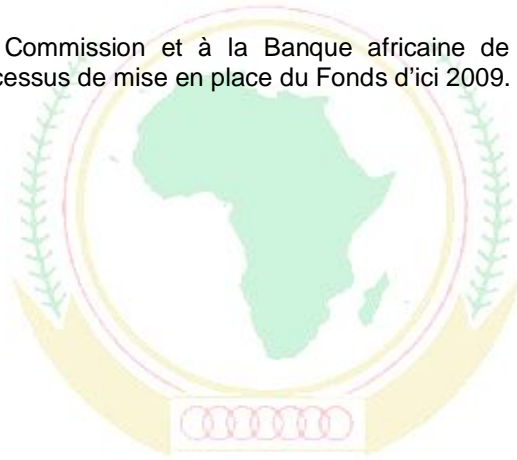 Commission et à la Banque africaine de
cessus de mise en place du Fonds d’ici 2009.